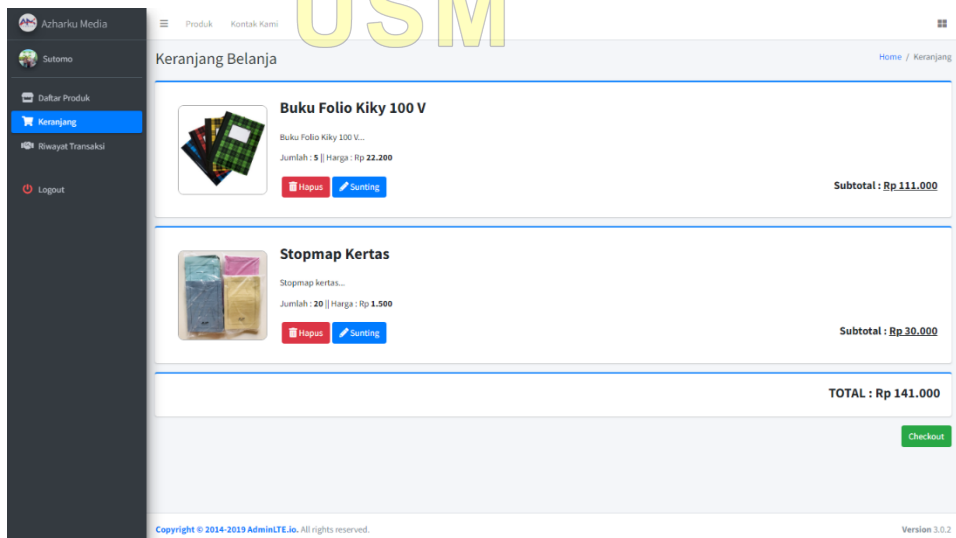 USM
Azharku Media
Produk Kontak Kami
Sutomo
Daftar Produk
Keranjang
Riwayat Transaksi
Logout
Keranjang Belanja
Home / Keranjang
Buku Folio Kiky 100 V
Buku Folio Kiky 100 V...
Jumlah : 5 || Harga : Rp 22.200
Hapus Sunting
Subtotal : Rp 111.000
Stopmap Kertas
Stopmap kertas...
Jumlah : 20 || Harga : Rp 1.500
Hapus Sunting
Subtotal : Rp 30.000
TOTAL : Rp 141.000
Checkout
Copyright © 2014-2019 AdminLTE.io. All rights reserved.
Version 3.0.2